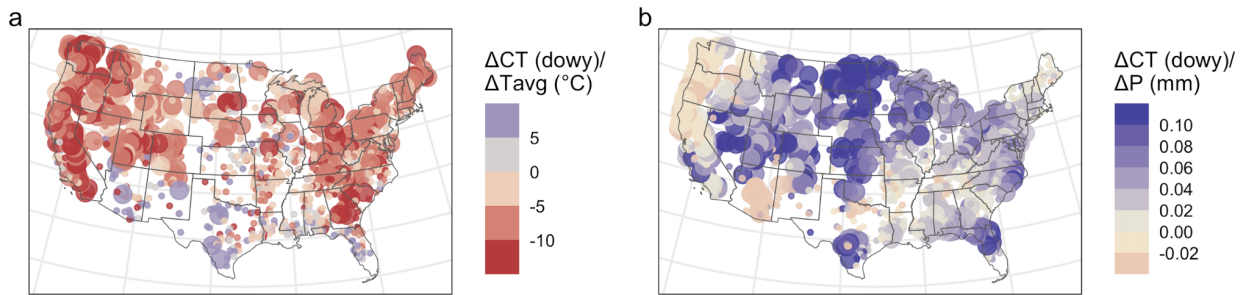 a
ΔCT (dowy)/
ΔTavg (°C)
5
0
-5
-10
b
ΔCT (dowy)/
ΔP (mm)
0.10
0.08
0.06
0.04
0.02
0.00
-0.02